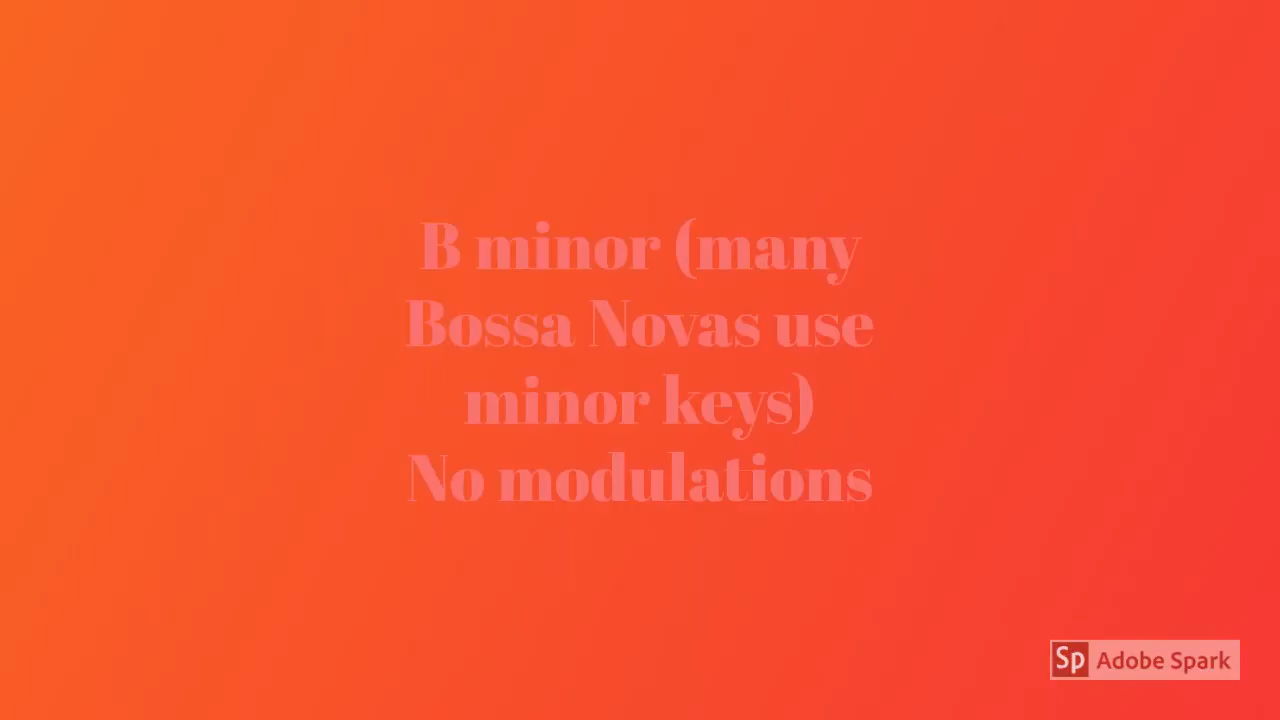 B minor (many
Bossa Novas use
minor keys)
No modulations
Sp Adobe Spark